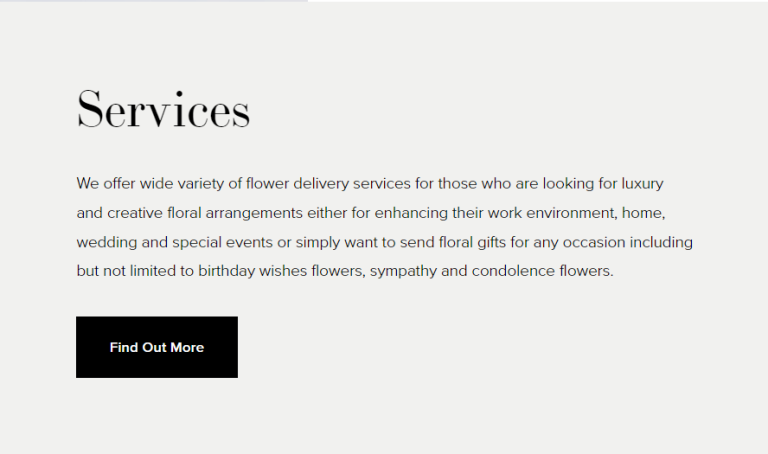 Services
We offer wide variety of flower delivery services for those who are looking for luxury
and creative floral arrangements either for enhancing their work environment, home,
wedding and special events or simply want to send floral gifts for any occasion including
but not limited to birthday wishes flowers, sympathy and condolence flowers.
Find Out More